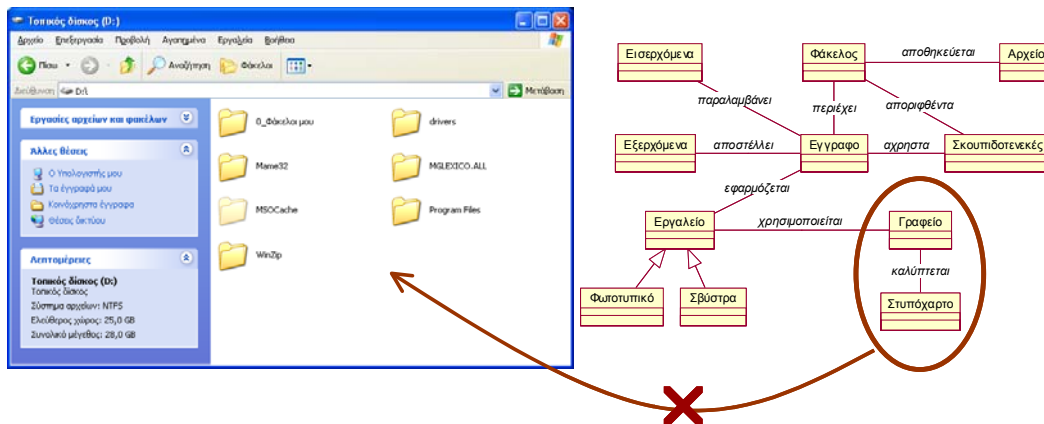 Τοπικός δίσκος (D:)
Αρχείο Επεξεργασία Προβολή Αγαπημένα Εργαλεία Βοήθεια
Πίσω Αναζήτηση Φάκελοι
Διεύθυνση D:\ Μετάβαση
Εργασίες αρχείων και φακέλων
Άλλες θέσεις
Ο Υπολογιστής μου
Τα έγγραφά μου
Κοινόχρηστα έγγραφα
Θέσεις δικτύου
Λεπτομέρειες
Τοπικός δίσκος (D:)
Τοπικός δίσκος
Σύστημα αρχείων: NTFS
Ελεύθερος χώρος: 25,0 GB
Συνολικό μέγεθος: 28,0 GB
0_Φάκελοι μου
drivers
Mame32
MGLEXICO.ALL
MSOCache
Program Files
WinZip
Εισερχόμενα
Φάκελος
αποθηκεύεται
Αρχείο
παραλαμβάνει
περιέχει
αποριφθέντα
Εξερχόμενα
αποστέλλει
Εγγραφο
αχρηστα
Σκουπιδοτενεκές
εφαρμόζεται
Εργαλείο
χρησιμοποιείται
Γραφείο
καλύπτεται
Φωτοτυπικό
Σβύστρα
Στυπόχαρτο